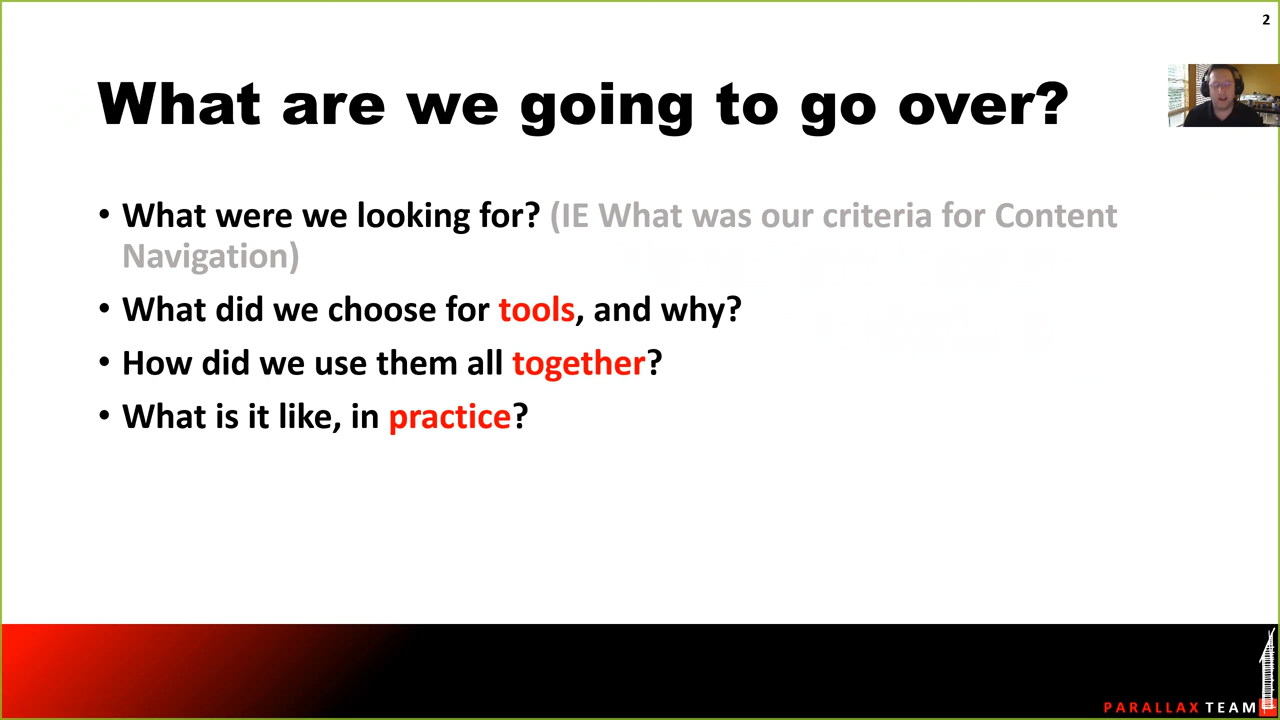 2
What are we going to go over?
• What were we looking for? (IE What was our criteria for Content
Navigation)
• What did we choose for tools, and why?
• How did we use them all together?
• What is it like, in practice?
PARALLAX TEAM